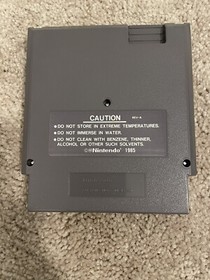 CAUTION
REV-A
●DO NOT STORE IN EXTREME TEMPERATURES.
●DO NOT IMMERSE IN WATER.
●DO NOT CLEAN WITH BENZENE, THINNER,
ALCOHOL OR OTHER SUCH SOLVENTS.
©®Nintendo® 1985